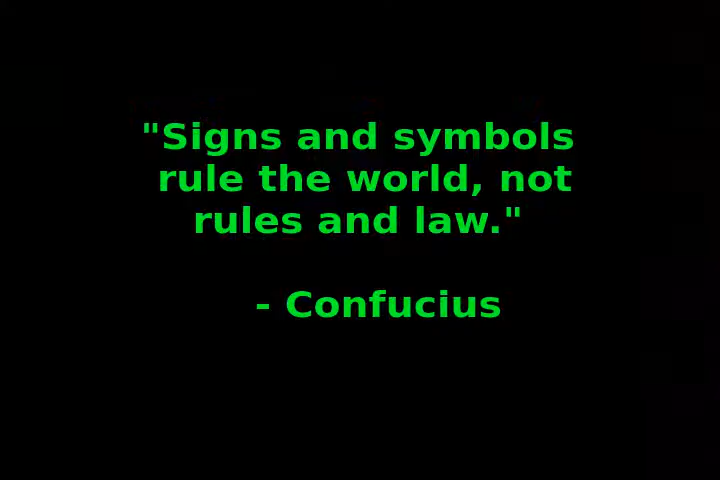 "Signs and symbols
rule the world, not
rules and law."
- Confucius